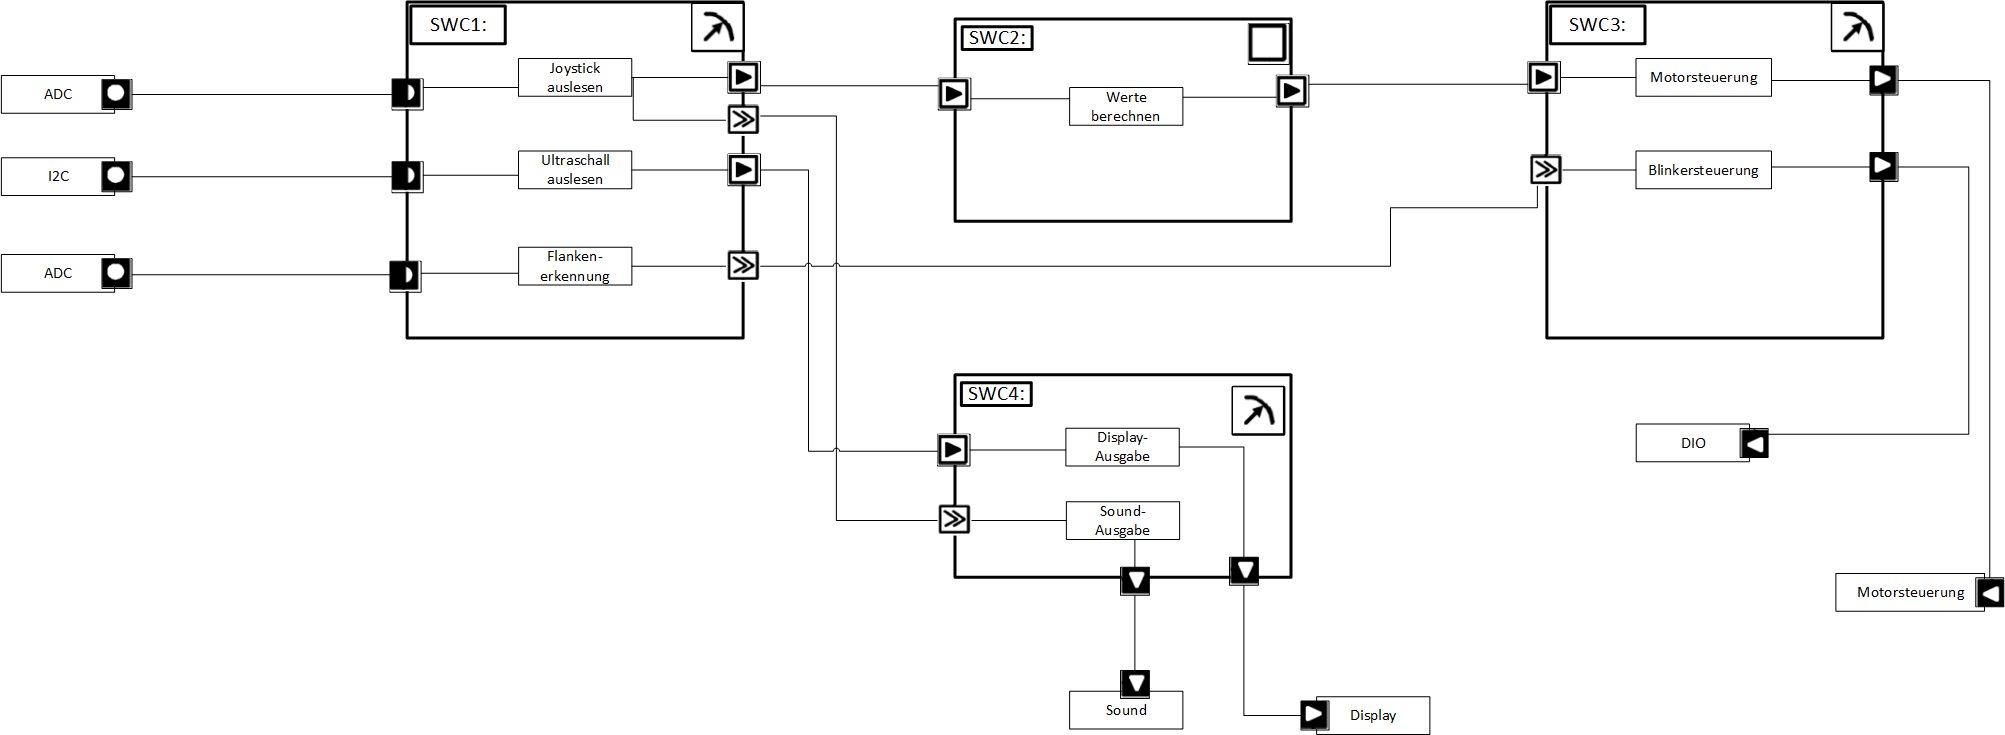 SWC1:
ADC
Joystick
auslesen
I2C
Ultraschall
auslesen
ADC
Flanken-
erkennung
SWC2:
Werte
berechnen
SWC3:
Motorsteuerung
Blinkersteuerung
SWC4:
Display-
Ausgabe
Sound-
Ausgabe
DIO
Motorsteuerung
Sound
Display